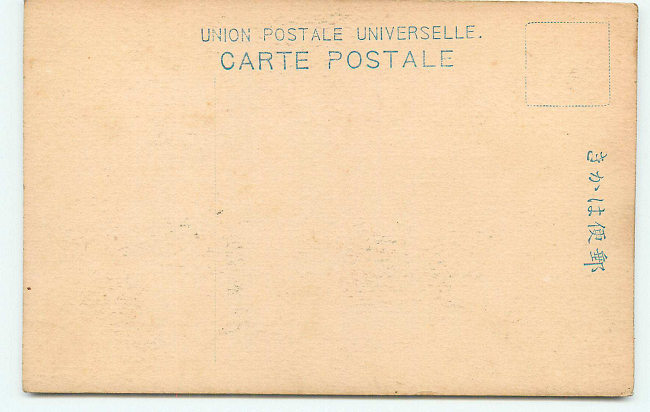 UNION POSTALE UNIVERSELLE.
CARTE POSTALE
郵便はかき